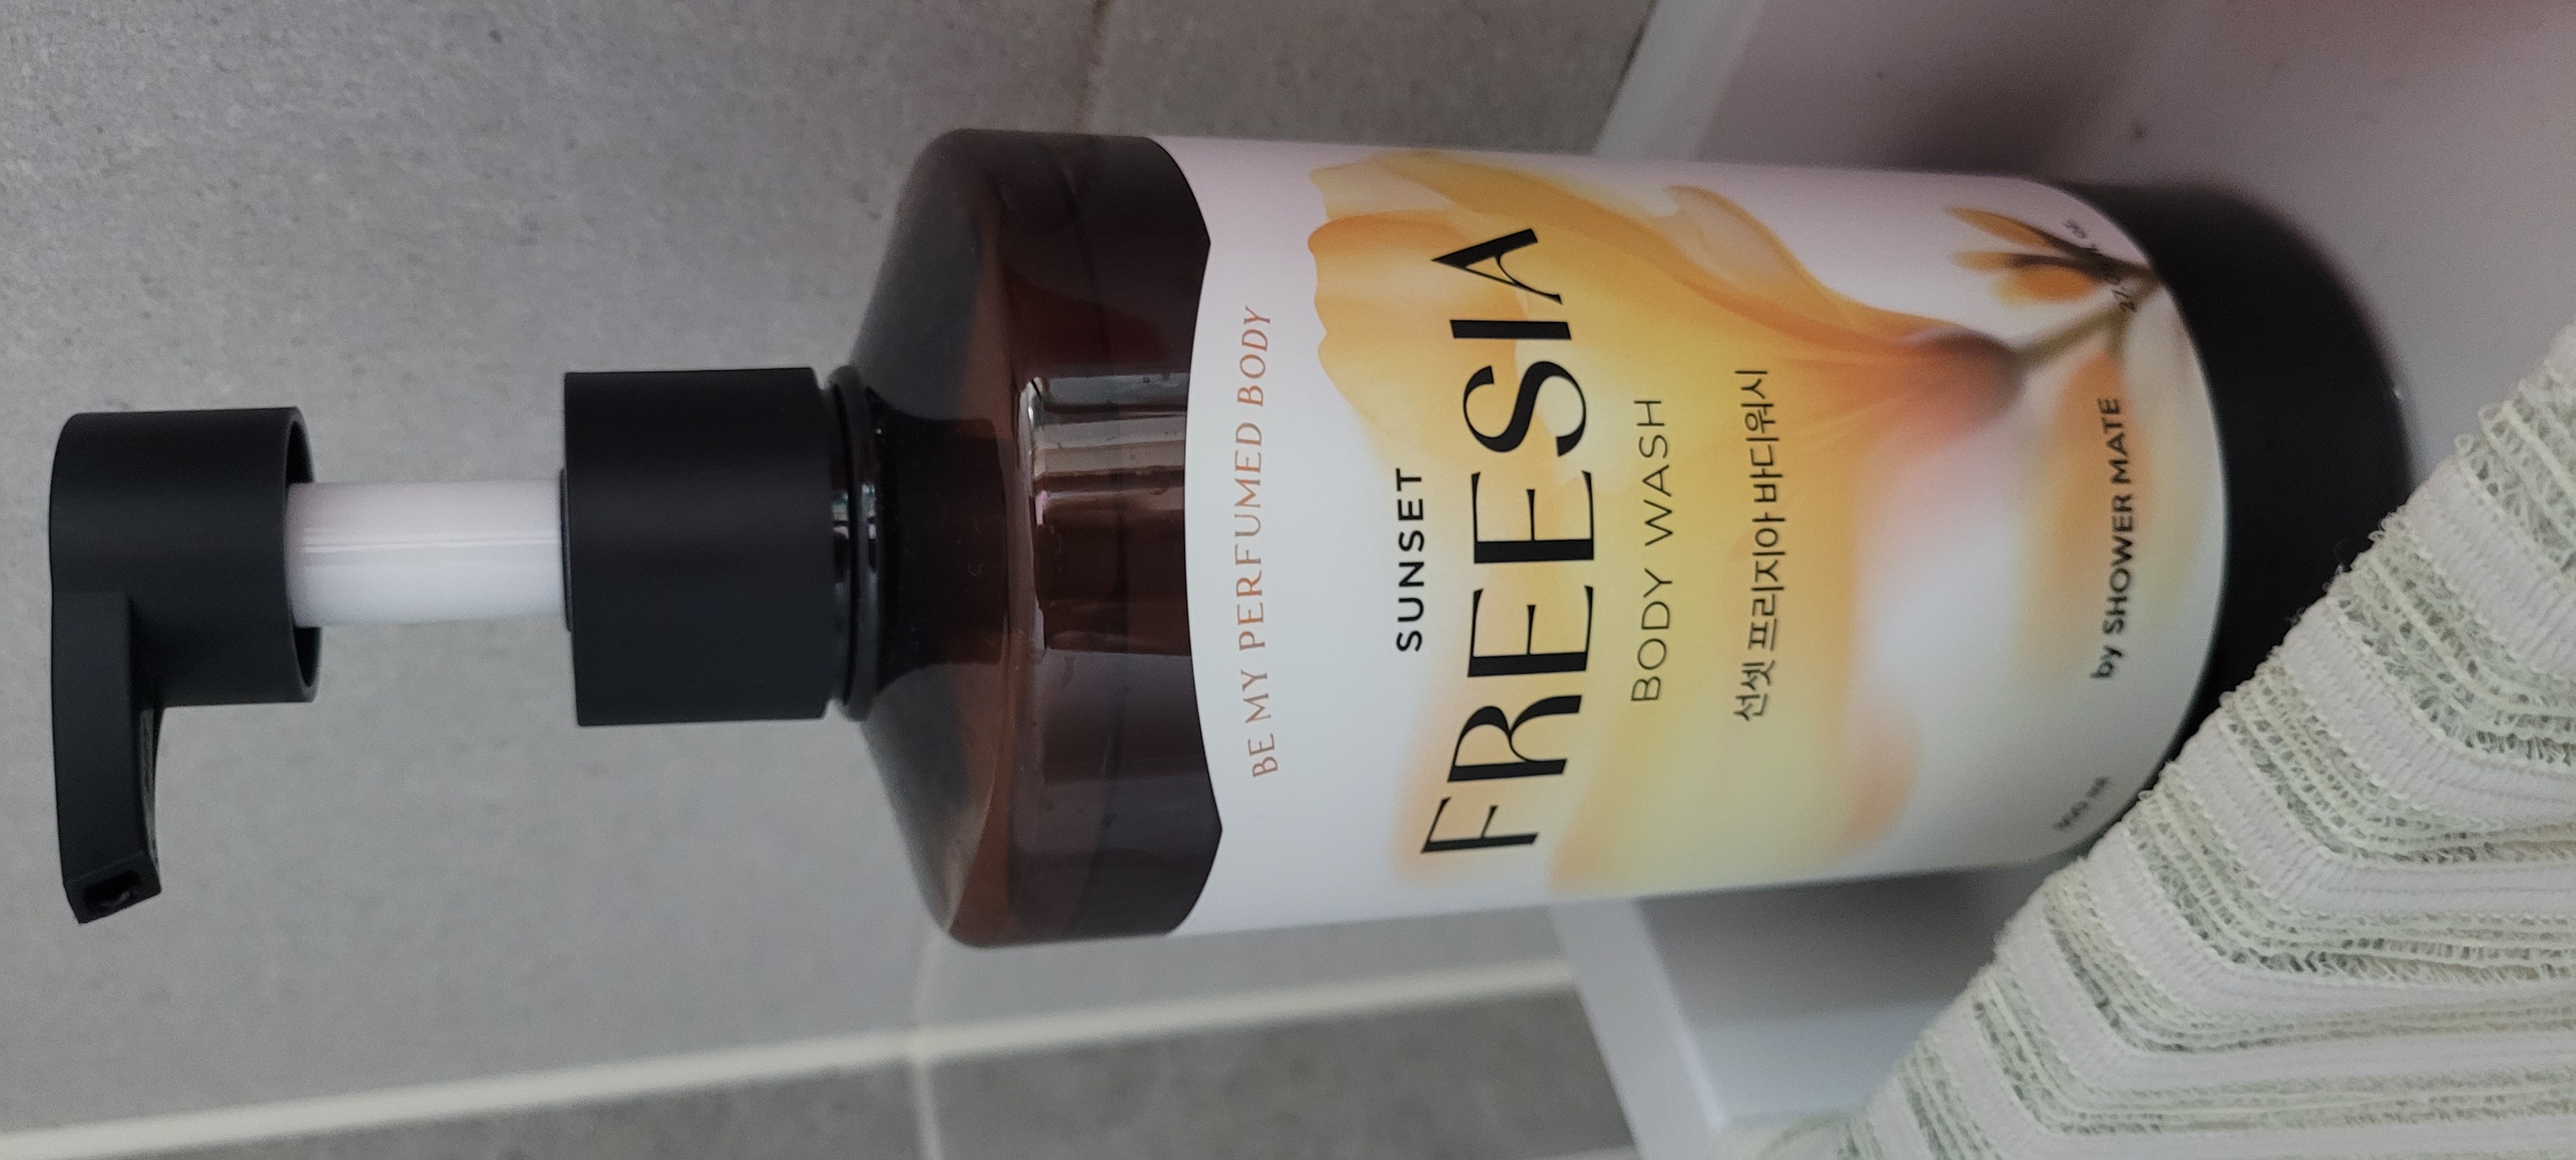 BE MY PERFUMED BODY
SUNSET
FREESIA
BODY WASH
선셋 프리지아 바디워시
by SHOWER MATE